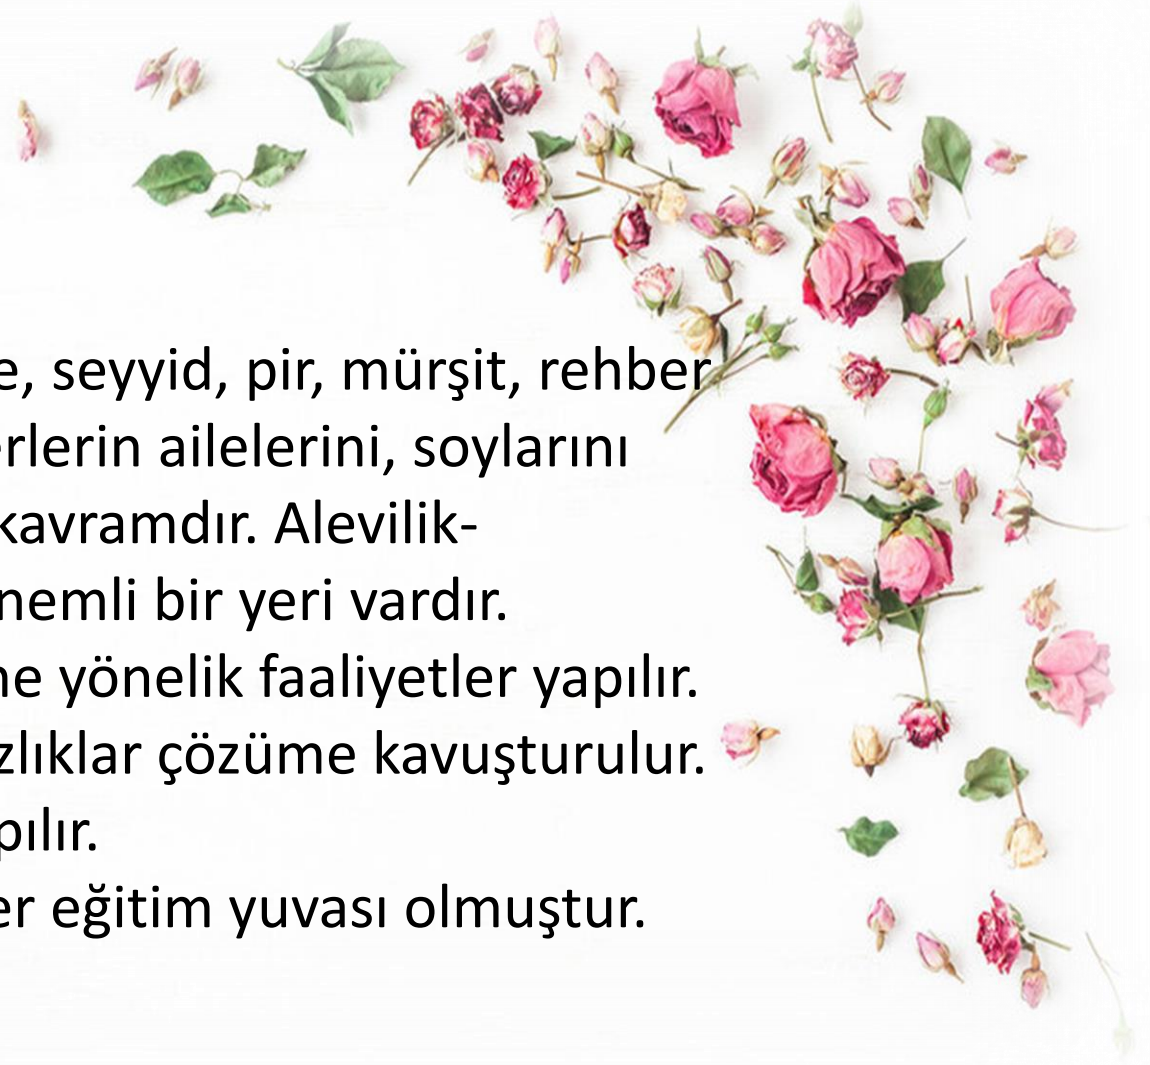 e, seyyid, pir, mürşit, rehber
erlerin ailelerini, soylarını
kavramdır. Alevilik-
nemli bir yeri vardır.
ne yönelik faaliyetler yapılır.
zlıklar çözüme kavuşturulur.
pılır.
er eğitim yuvası olmuştur.